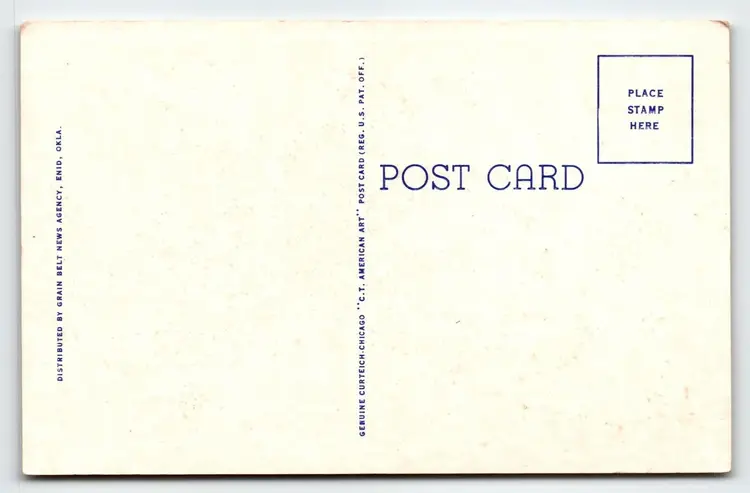 DISTRIBUTED BY GRAIN BELT NEWS AGENCY, ENID, OKLA.
GENUINE CURTEICH-CHICAGO "C.T. AMERICAN ART" POST CARD (REG. U.S. PAT. OFF.)
POST CARD
PLACE
STAMP
HERE